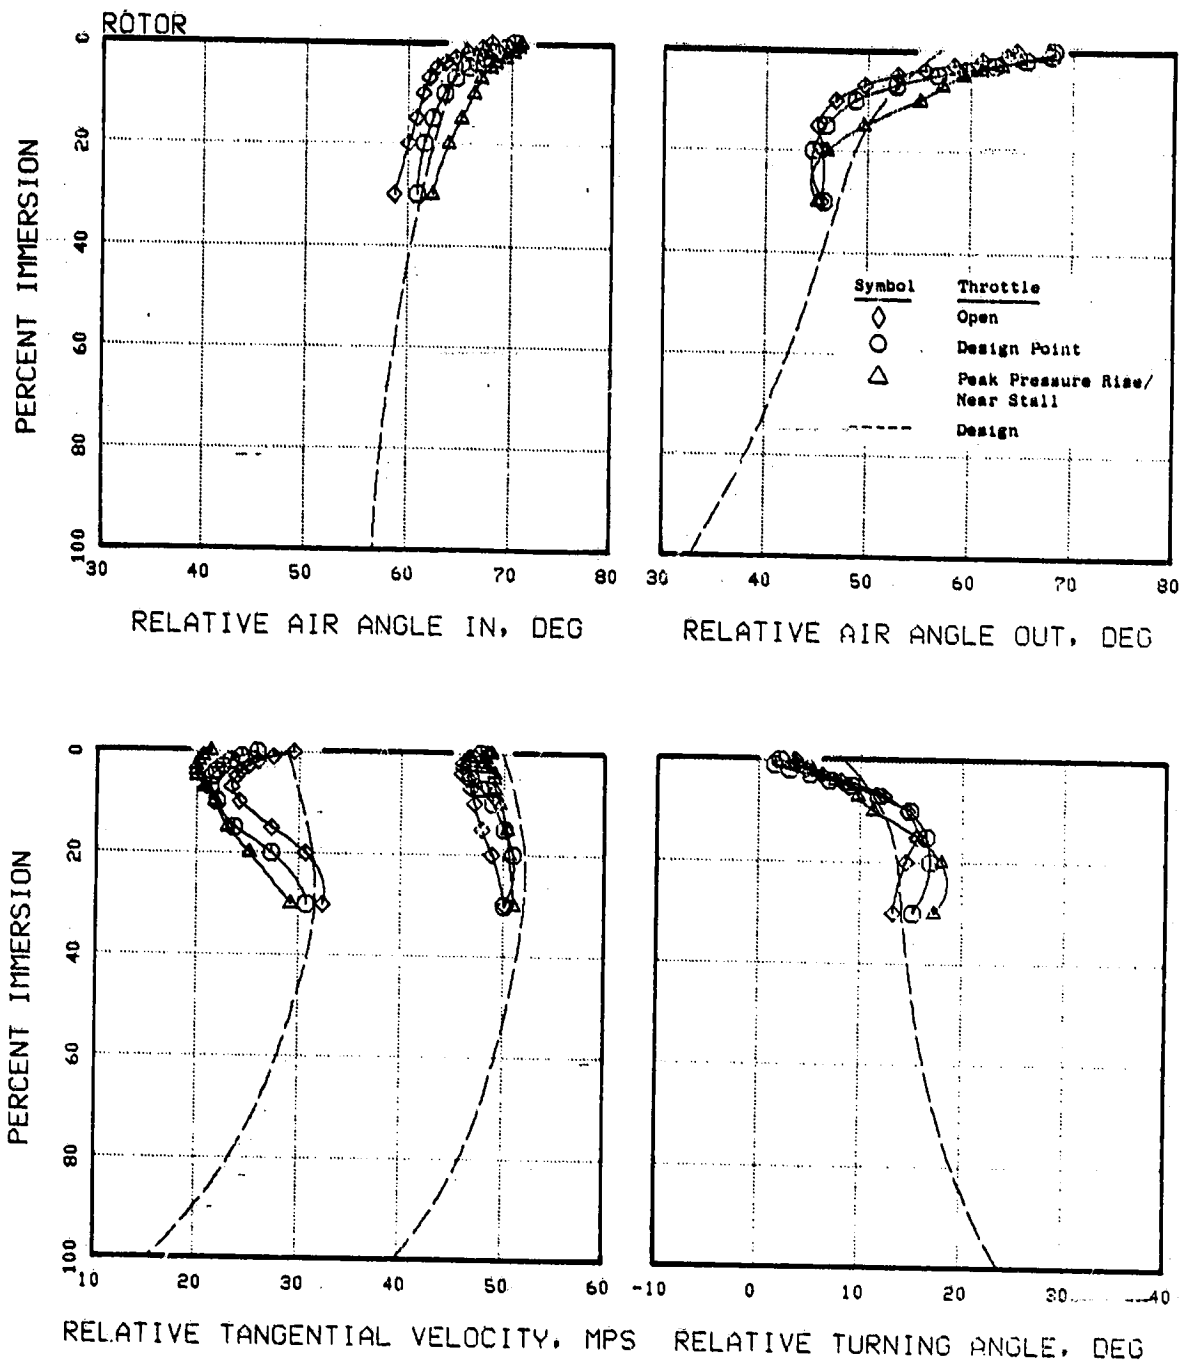 ROTOR
PERCENT IMMERSION
0
20
40
60
80
100
30 40 50 60 70 80
RELATIVE AIR ANGLE IN, DEG
Symbol Throttle
Open
Design Point
Peak Pressure Rise/
Near Stall
Design
30 40 50 60 70 80
RELATIVE AIR ANGLE OUT, DEG
PERCENT IMMERSION
0
20
40
60
80
100
10 20 30 40 50 60
RELATIVE TANGENTIAL VELOCITY, MPS
-10 0 10 20 30 40
RELATIVE TURNING ANGLE, DEG